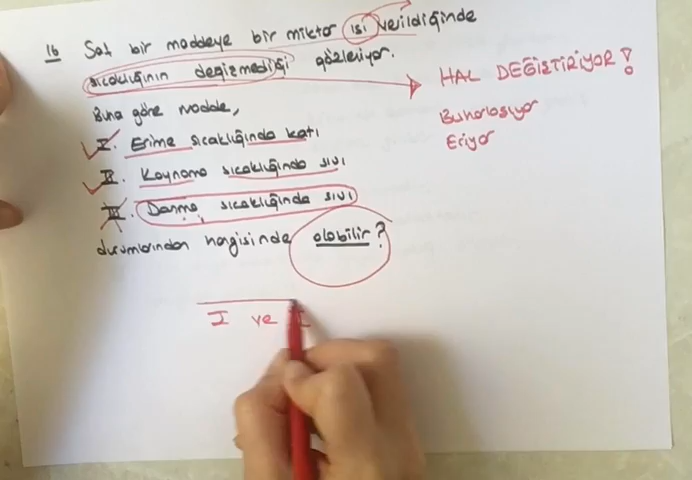 16 Saf bir maddeye bir miktar ısı verildiğinde
sıcaklığının değişmediği gözleniyor.
HAL DEĞİŞTİRİYOR!
Buharlaşıyor
Eriyor
Buna göre madde,
I. Erime sıcaklığında katı
II. Kaynama sıcaklığında sıvı
III. Donma sıcaklığında sıvı
durumlarından hangisinde olabilir?
I ve